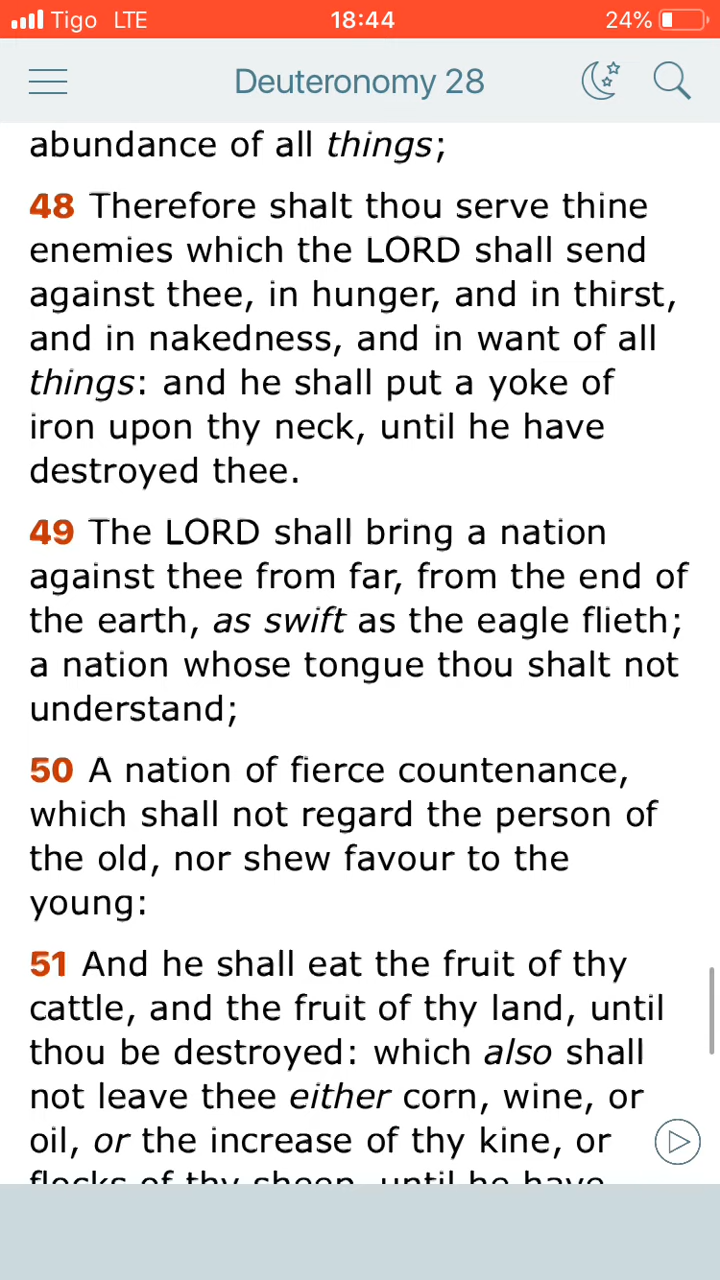 Tigo LTE 18:44 24%
Deuteronomy 28
abundance of all things;
48 Therefore shalt thou serve thine
enemies which the LORD shall send
against thee, in hunger, and in thirst,
and in nakedness, and in want of all
things: and he shall put a yoke of
iron upon thy neck, until he have
destroyed thee.
49 The LORD shall bring a nation
against thee from far, from the end of
the earth, as swift as the eagle flieth;
a nation whose tongue thou shalt not
understand;
50 A nation of fierce countenance,
which shall not regard the person of
the old, nor shew favour to the
young:
51 And he shall eat the fruit of thy
cattle, and the fruit of thy land, until
thou be destroyed: which also shall
not leave thee either corn, wine, or
oil, or the increase of thy kine, or
flocks of thy sheep, until he have